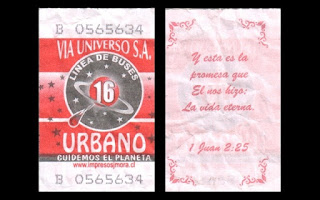 B 0565634
VIA UNIVERSO S.A.
LINEA DE BUSES
16
URBANO
CUIDEMOS EL PLANETA
www.impresosjmora.cl
B 0565634
Y esta es la
promesa que
El nos hizo:
La vida eterna.
1 Juan 2:25